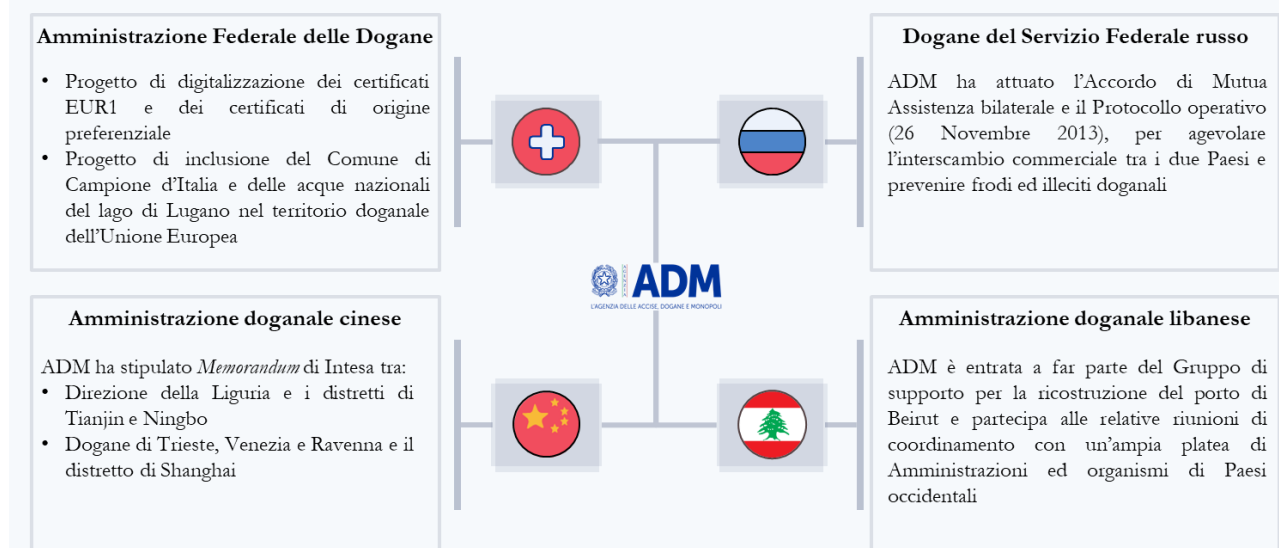 Amministrazione Federale delle Dogane
• Progetto di digitalizzazione dei certificati
EUR1 e dei certificati di origine
preferenziale
• Progetto di inclusione del Comune di
Campione d'Italia e delle acque nazionali
del lago di Lugano nel territorio doganale
dell'Unione Europea
Dogane del Servizio Federale russo
ADM ha attuato l'Accordo di Mutua
Assistenza bilaterale e il Protocollo operativo
(26 Novembre 2013), per agevolare
l'interscambio commerciale tra i due Paesi e
prevenire frodi ed illeciti doganali
AGENZIA
ADM
L'AGENZIA DELLE ACCISE, DOGANE E MONOPOLI
Amministrazione doganale cinese
ADM ha stipulato Memorandum di Intesa tra:
• Direzione della Liguria e i distretti di
Tianjin e Ningbo
• Dogane di Trieste, Venezia e Ravenna e il
distretto di Shanghai
Amministrazione doganale libanese
ADM è entrata a far parte del Gruppo di
supporto per la ricostruzione del porto di
Beirut e partecipa alle relative riunioni di
coordinamento con un'ampia platea di
Amministrazioni ed organismi di Paesi
occidentali